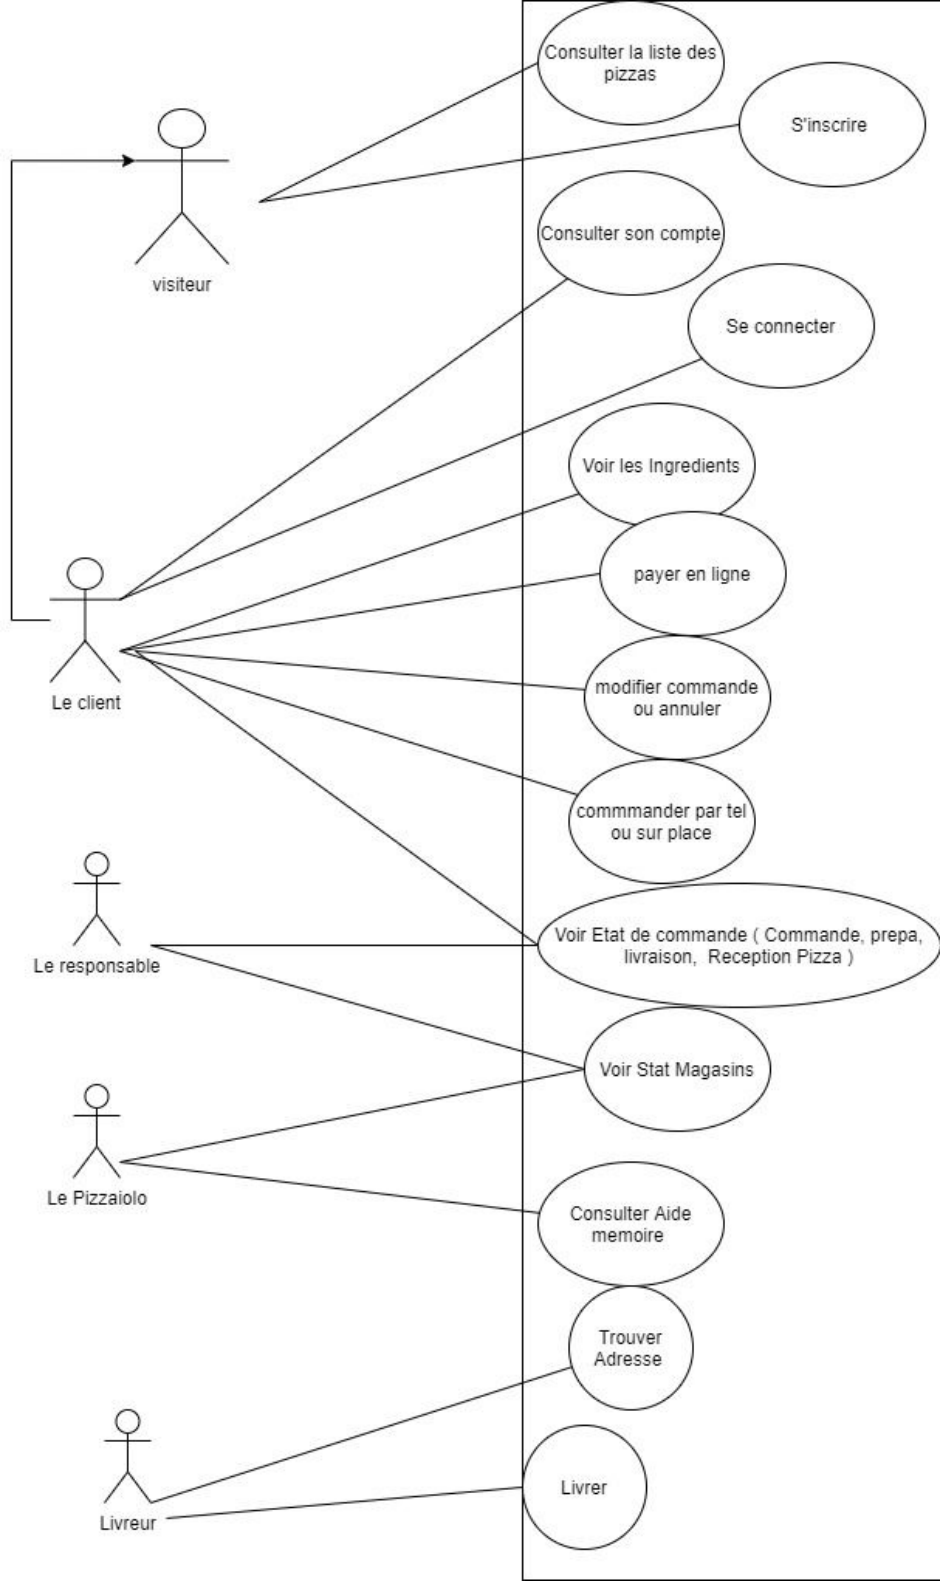 Consulter la liste des
pizzas
S'inscrire
visiteur
Consulter son compte
Se connecter
Voir les Ingredients
payer en ligne
Le client
modifier commande
ou annuler
commmander par tel
ou sur place
Le responsable
Voir Etat de commande ( Commande, prepa,
livraison, Reception Pizza )
Voir Stat Magasins
Le Pizzaiolo
Consulter Aide
memoire
Trouver
Adresse
Livreur
Livrer